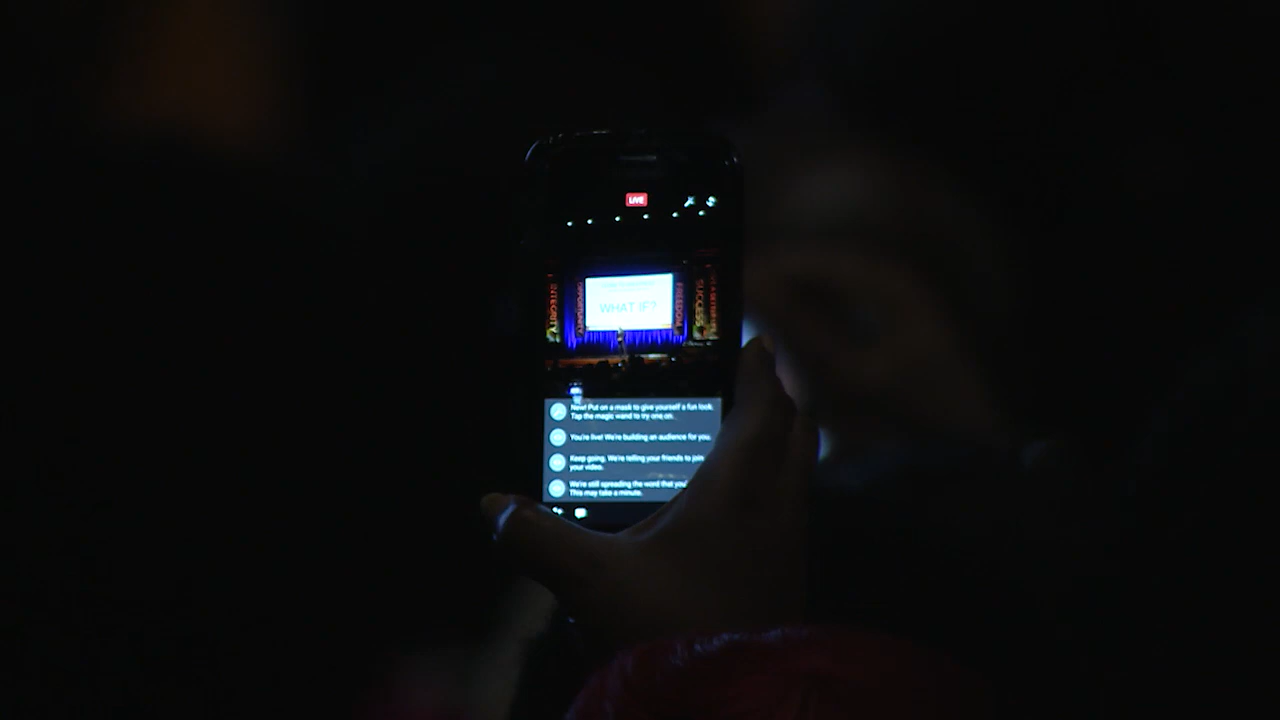 LIVE
WHAT IF?
INTEGRITY
OPPORTUNITY
FREEDOM
SUCCESS
New! Put on a mask to give yourself a fun look.
Tap the magic wand to try one on.
You're live! We're building an audience for you.
Keep going. We're telling your friends to join
your video.
We're still spreading the word that you'
This may take a minute.